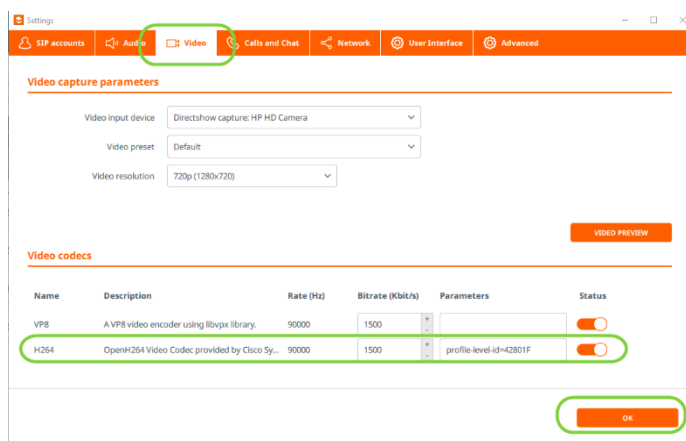 Settings
SIP accounts Audio Video Calls and Chat Network User Interface Advanced
Video capture parameters
Video input device Directshow capture: HP HD Camera
Video preset Default
Video resolution 720p (1280x720)
VIDEO PREVIEW
Video codecs
Name Description Rate (Hz) Bitrate (Kbit/s) Parameters Status
VP8 A VP8 video encoder using libvpx library. 90000 1500
H264 OpenH264 Video Codec provided by Cisco Sy... 90000 1500 profile-level-id=42801F
OK